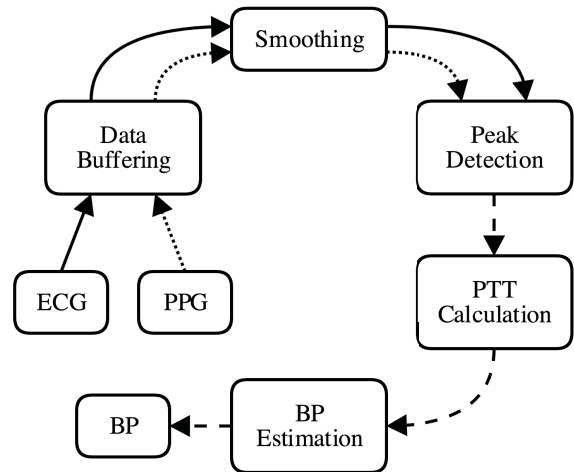 Smoothing
Data
Buffering
Peak
Detection
ECG
PPG
PTT
Calculation
BP
BP
Estimation